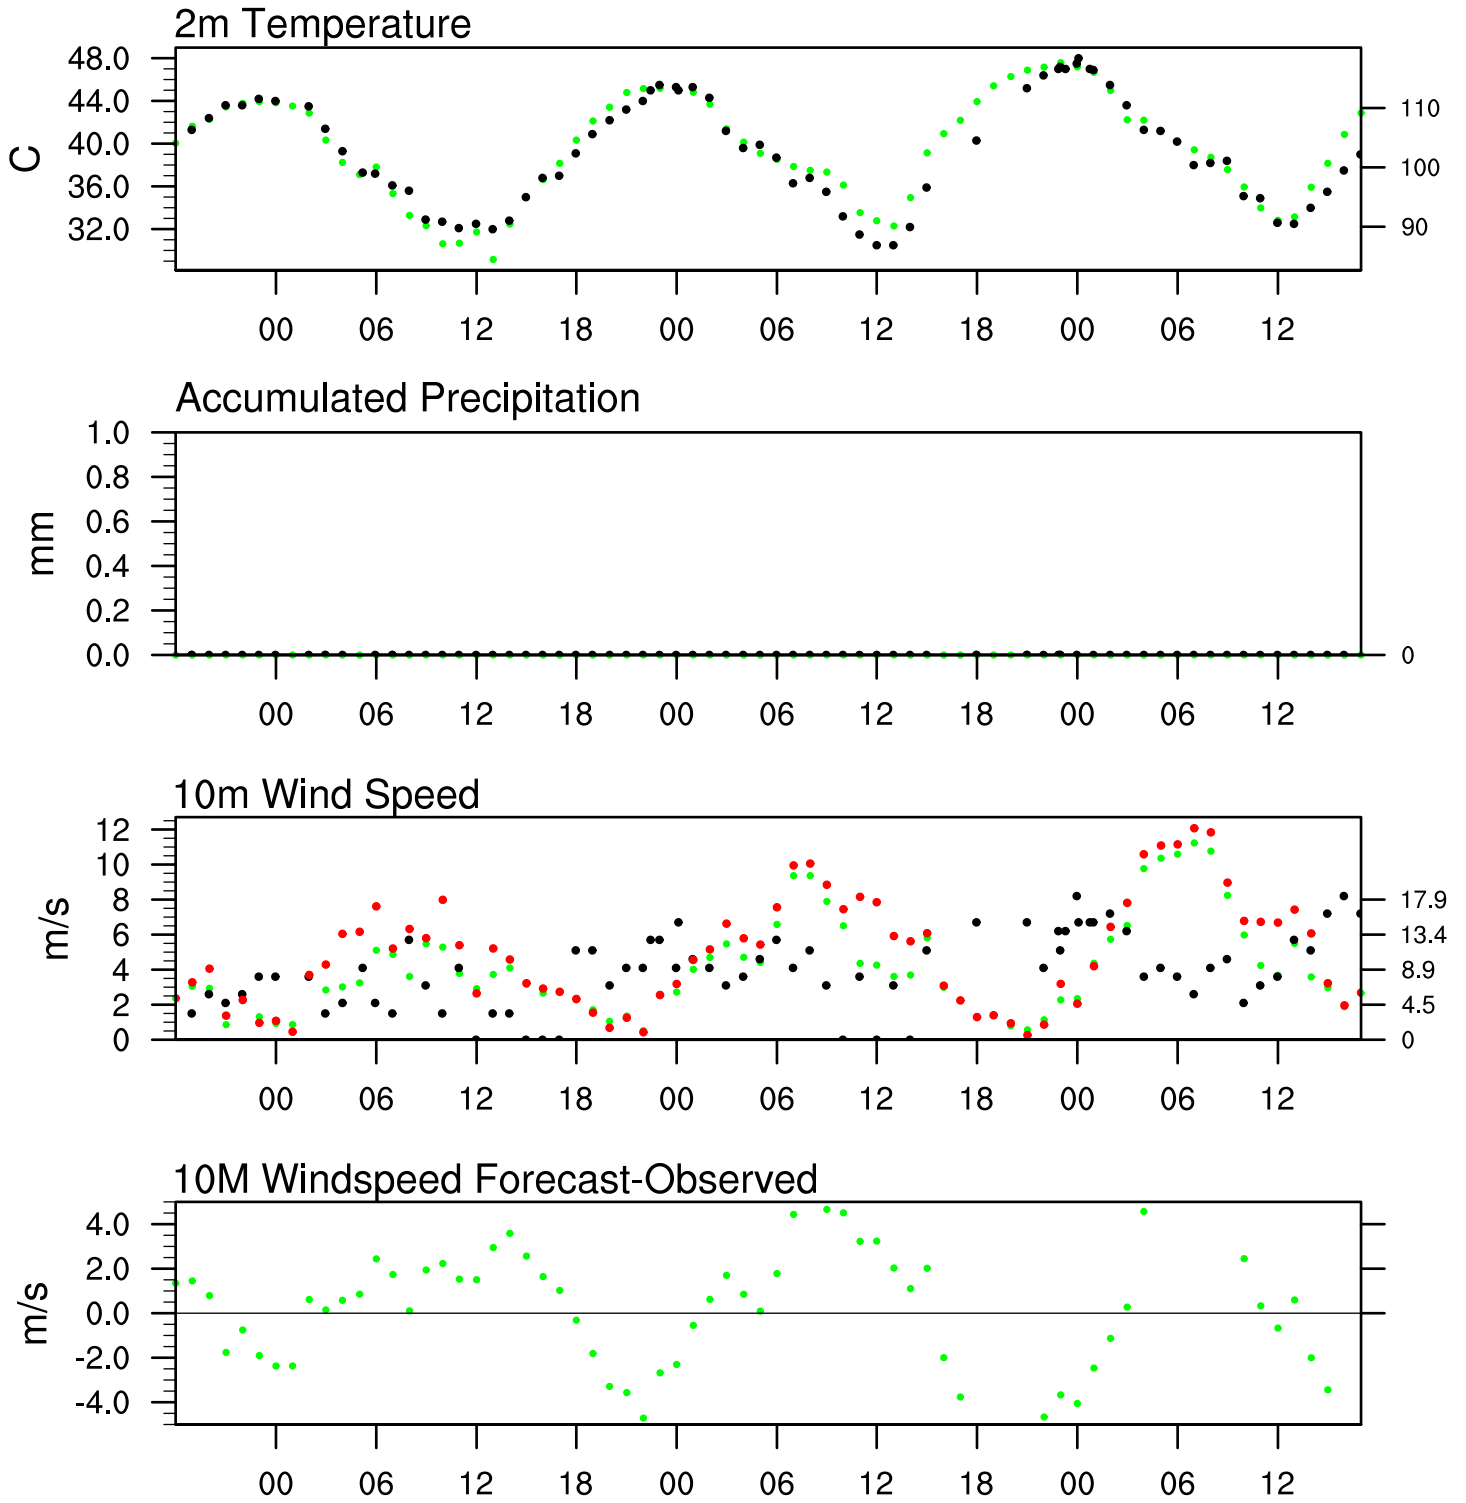 2m Temperature
48.0
44.0
40.0
36.0
32.0
C
110
100
90
00 06 12 18 00 06 12 18 00 06 12
Accumulated Precipitation
1.0
0.8
0.6
0.4
0.2
0.0
mm
0
00 06 12 18 00 06 12 18 00 06 12
10m Wind Speed
12
10
8
6
4
2
0
m/s
17.9
13.4
8.9
4.5
0
00 06 12 18 00 06 12 18 00 06 12
10M Windspeed Forecast-Observed
4.0
2.0
0.0
-2.0
-4.0
m/s
00 06 12 18 00 06 12 18 00 06 12